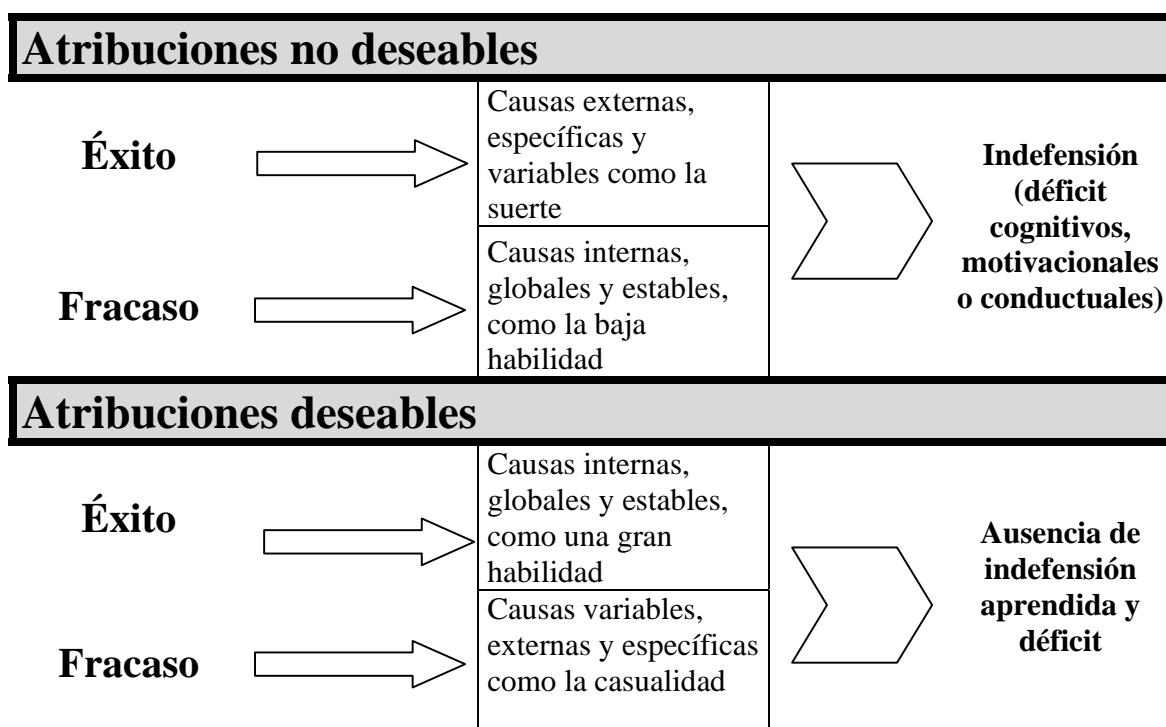 Atribuciones no deseables
Éxito
Causas externas,
específicas y
variables como la
suerte
Fracaso
Causas internas,
globales y estables,
como la baja
habilidad
Indefensión
(déficit
cognitivos,
motivacionales
o conductuales)
Atribuciones deseables
Éxito
Causas internas,
globales y estables,
como una gran
habilidad
Fracaso
Causas variables,
externas y específicas
como la casualidad
Ausencia de
indefensión
aprendida y
déficit